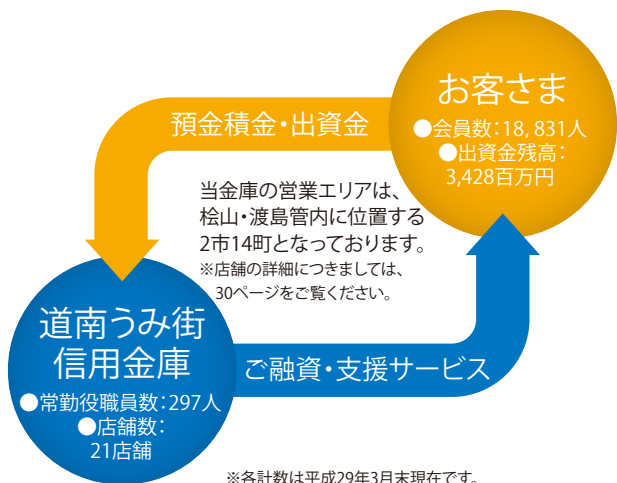 お客さま
●会員数：18,831人
●出資金残高：
3,428百万円
預金積金・出資金
当金庫の営業エリアは、
桧山・渡島管内に位置する
2市14町となっております。
※店舗の詳細につきましては、
30ページをご覧ください。
道南うみ街
信用金庫
●常勤役職員数：297人
●店舗数：
21店舗
ご融資・支援サービス
※各計数は平成29年3月末現在です。